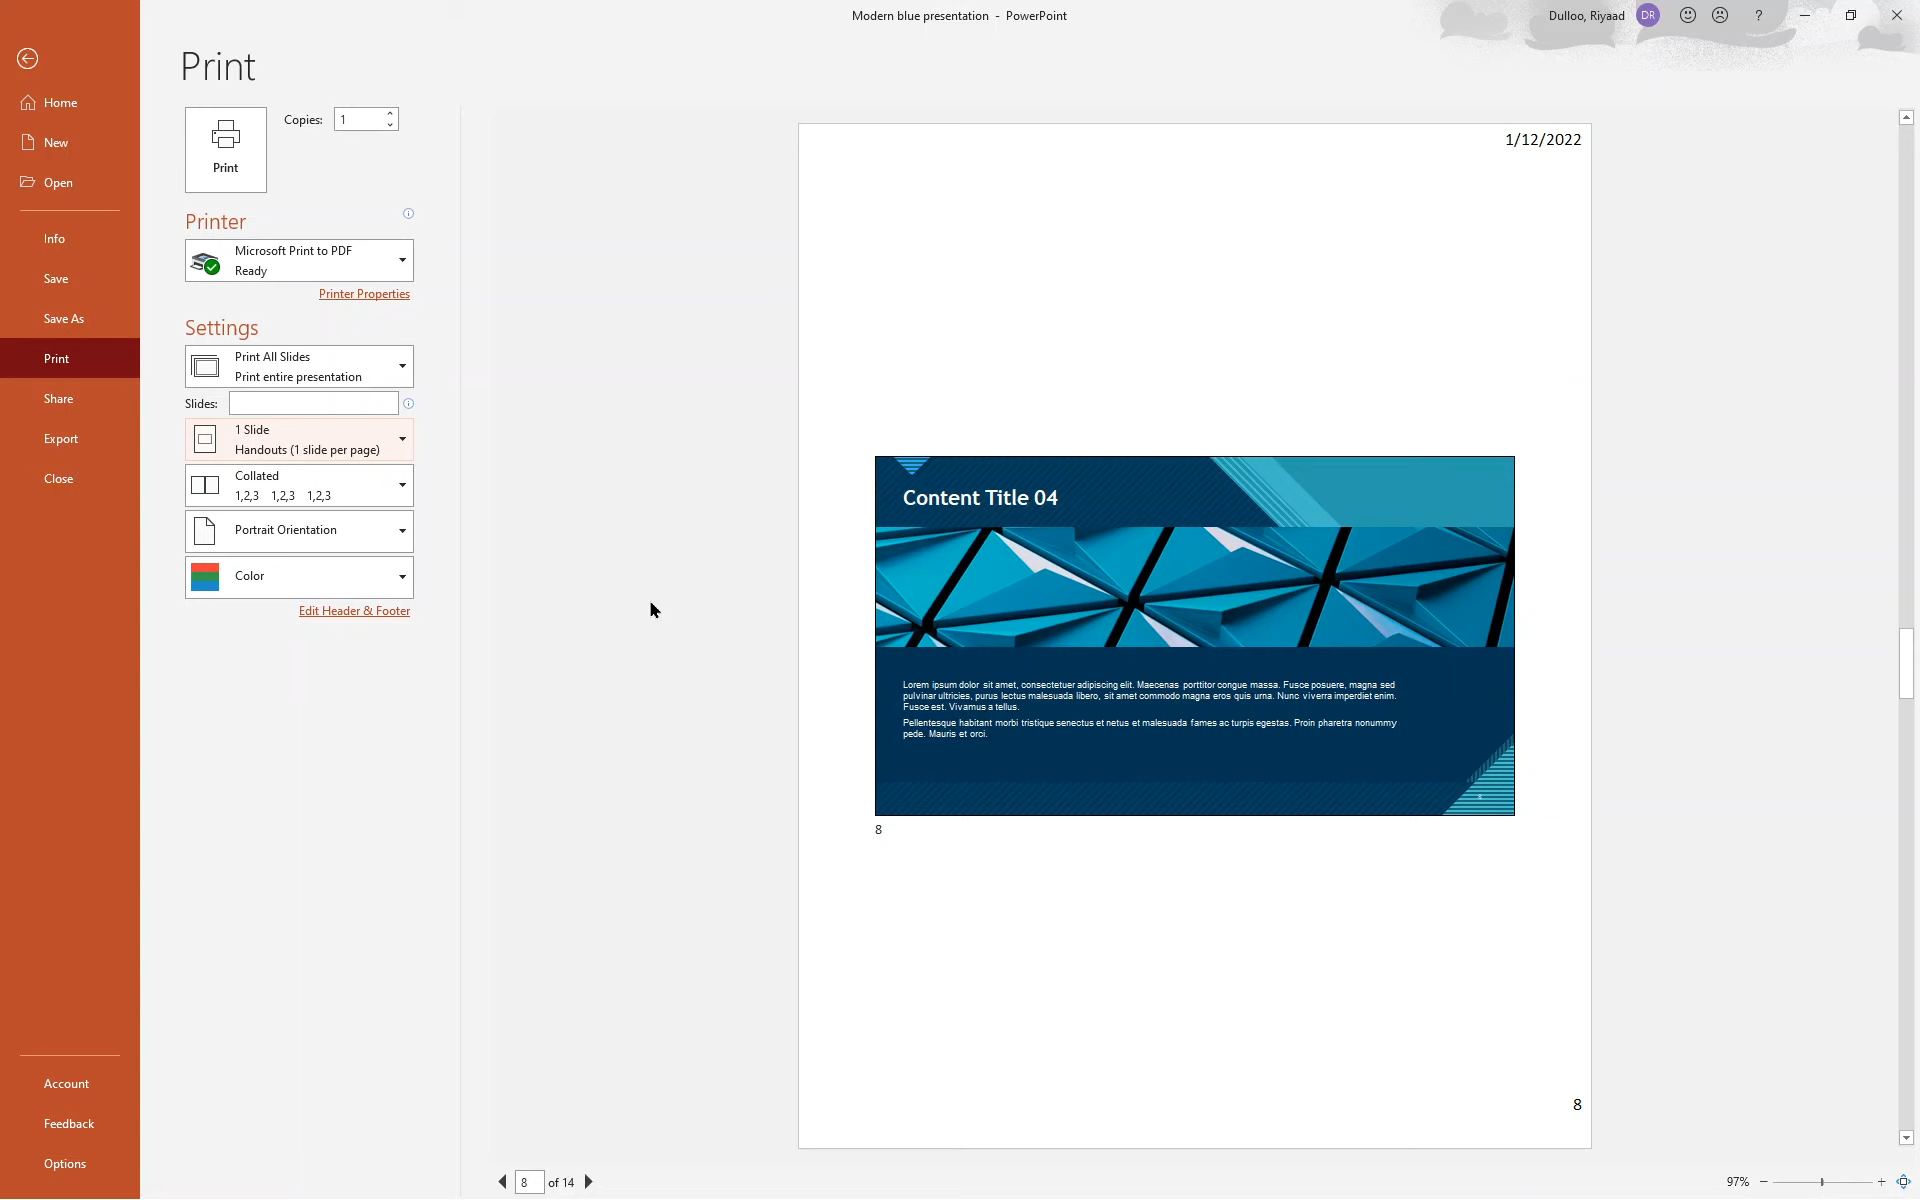 Modern blue presentation - PowerPoint
Dulloo, Riyaad DR ?
Print
Home
New
Open
Info
Save
Save As
Print
Share
Export
Close
Account
Feedback
Options
Print
Copies: 1
Printer
Microsoft Print to PDF
Ready
Printer Properties
Settings
Print All Slides
Print entire presentation
Slides:
1 Slide
Handouts (1 slide per page)
Collated
1,2,3 1,2,3 1,2,3
Portrait Orientation
Color
Edit Header & Footer
1/12/2022
Content Title 04
Lorem ipsum dolor sit amet, consectetuer adipiscing elit. Maecenas porttitor congue massa. Fusce posuere, magna sed
pulvinar ultricies, purus lectus malesuada libero, sit amet commodo magna eros quis urna. Nunc viverra imperdiet enim.
Fusce est. Vivamus a tellus.
Pellentesque habitant morbi tristique senectus et netus et malesuada fames ac turpis egestas. Proin pharetra nonummy
pede. Mauris et orci.
8
8
8 of 14
97%